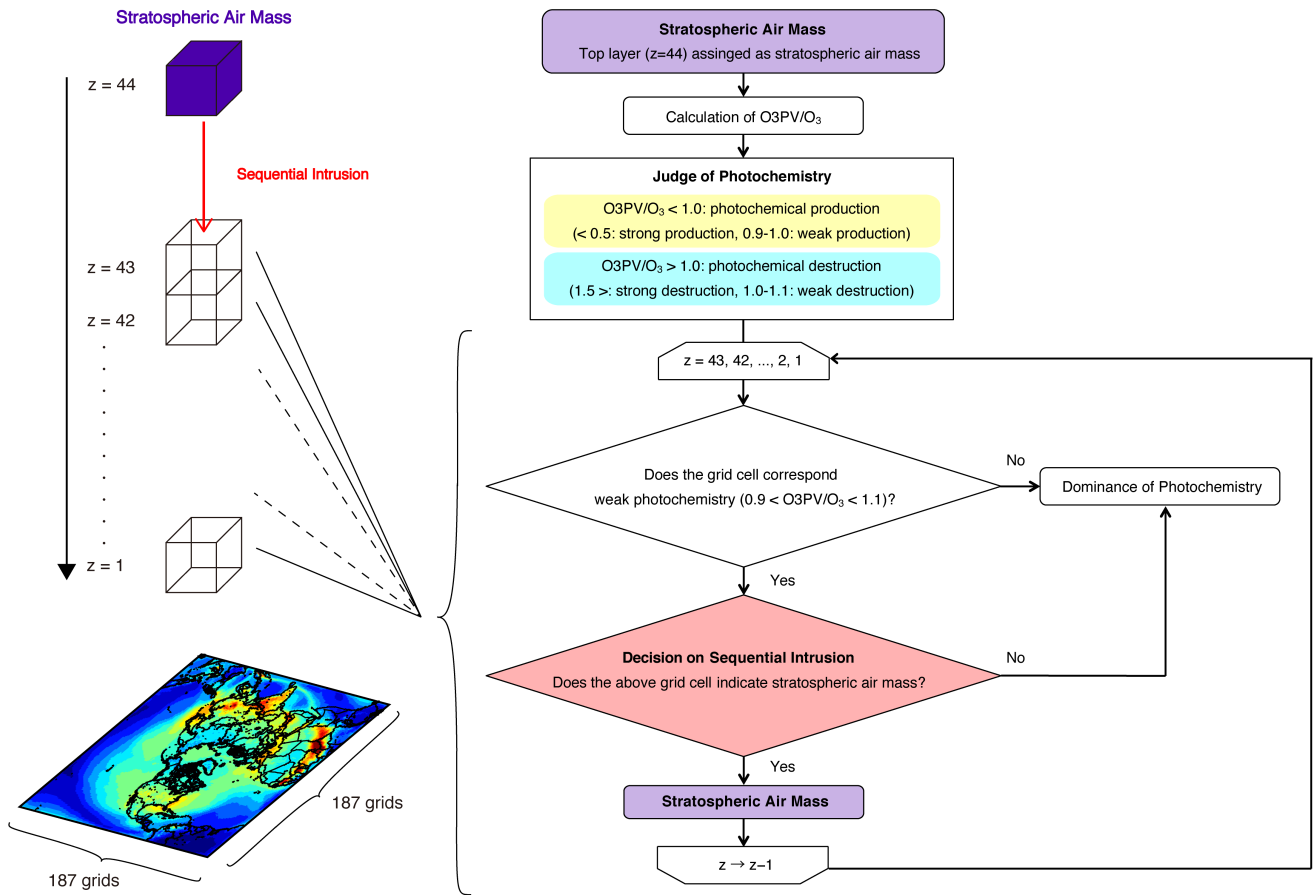 Stratospheric Air Mass
z = 44
Sequential Intrusion
z = 43
z = 42
z = 1
187 grids
187 grids
Stratospheric Air Mass
Top layer (z=44) assinged as stratospheric air mass
Calculation of O3PV/O₃
Judge of Photochemistry
O3PV/O₃ < 1.0: photochemical production
(< 0.5: strong production, 0.9-1.0: weak production)
O3PV/O₃ > 1.0: photochemical destruction
(1.5 >: strong destruction, 1.0-1.1: weak destruction)
z = 43, 42, ..., 2, 1
Does the grid cell correspond
weak photochemistry (0.9 < O3PV/O₃ < 1.1)?
No
Dominance of Photochemistry
Yes
Decision on Sequential Intrusion
Does the above grid cell indicate stratospheric air mass?
No
Yes
Stratospheric Air Mass
z → z−1